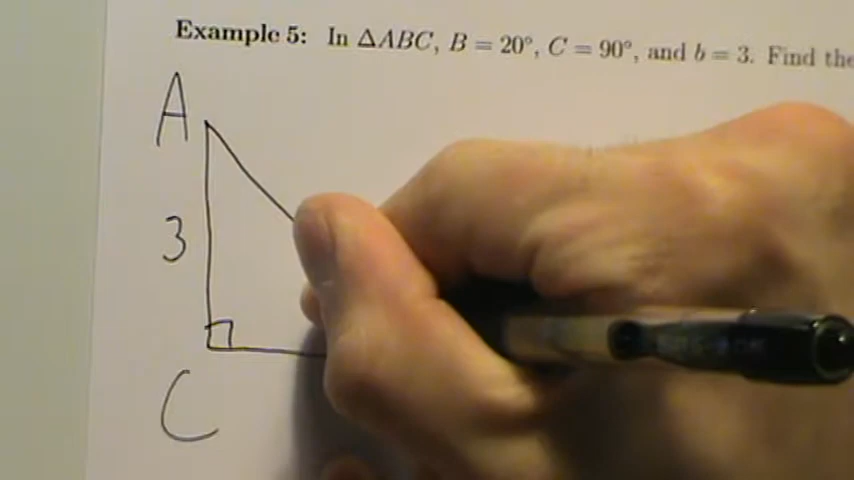 Example 5: In ΔABC, B = 20°, C = 90°, and b = 3. Find the
A
3
C